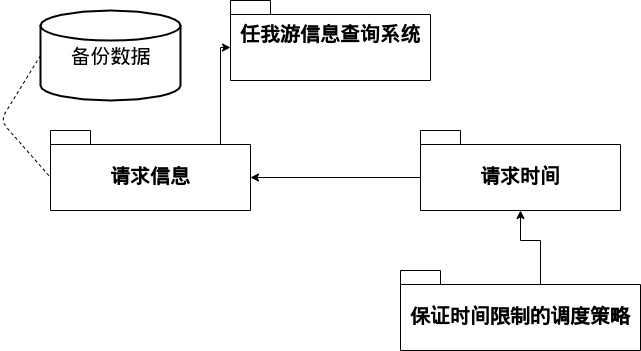 任我游信息查询系统
备份数据
请求信息
请求时间
保证时间限制的调度策略